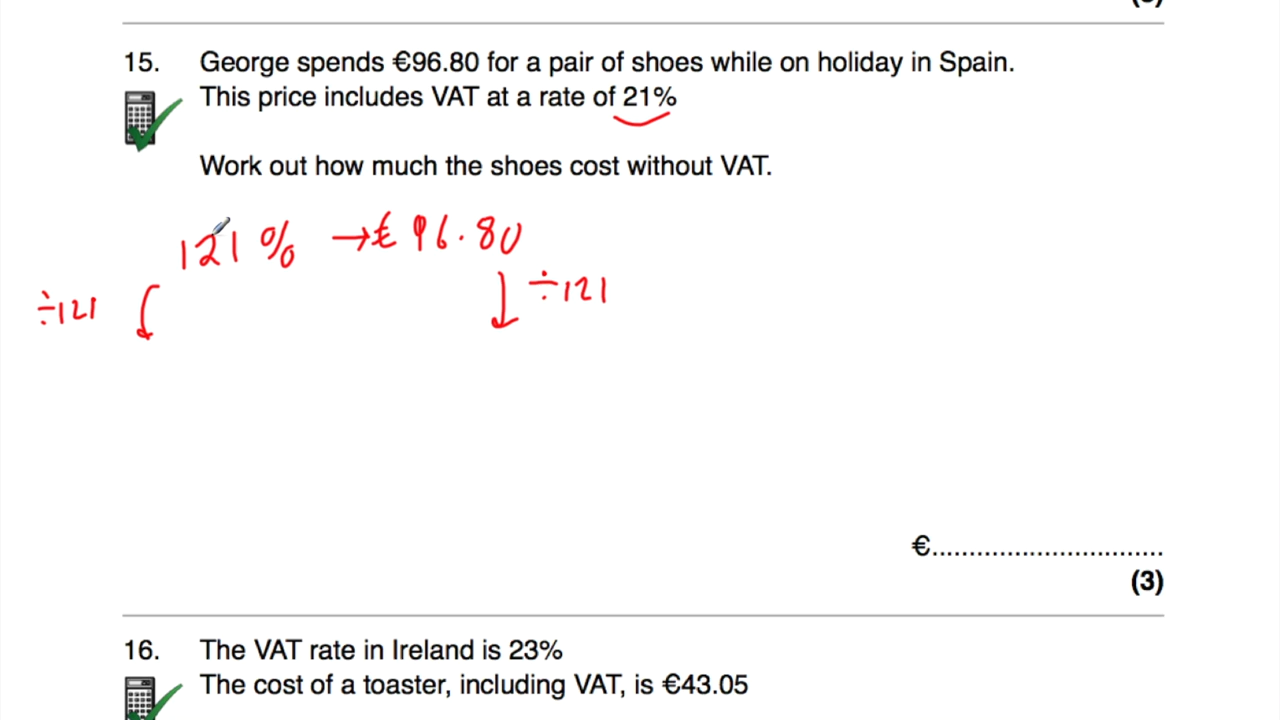 15. George spends €96.80 for a pair of shoes while on holiday in Spain.
This price includes VAT at a rate of 21%
Work out how much the shoes cost without VAT.
121% → € 96.80
÷121 ÷121
€................................
(3)
16. The VAT rate in Ireland is 23%
The cost of a toaster, including VAT, is €43.05